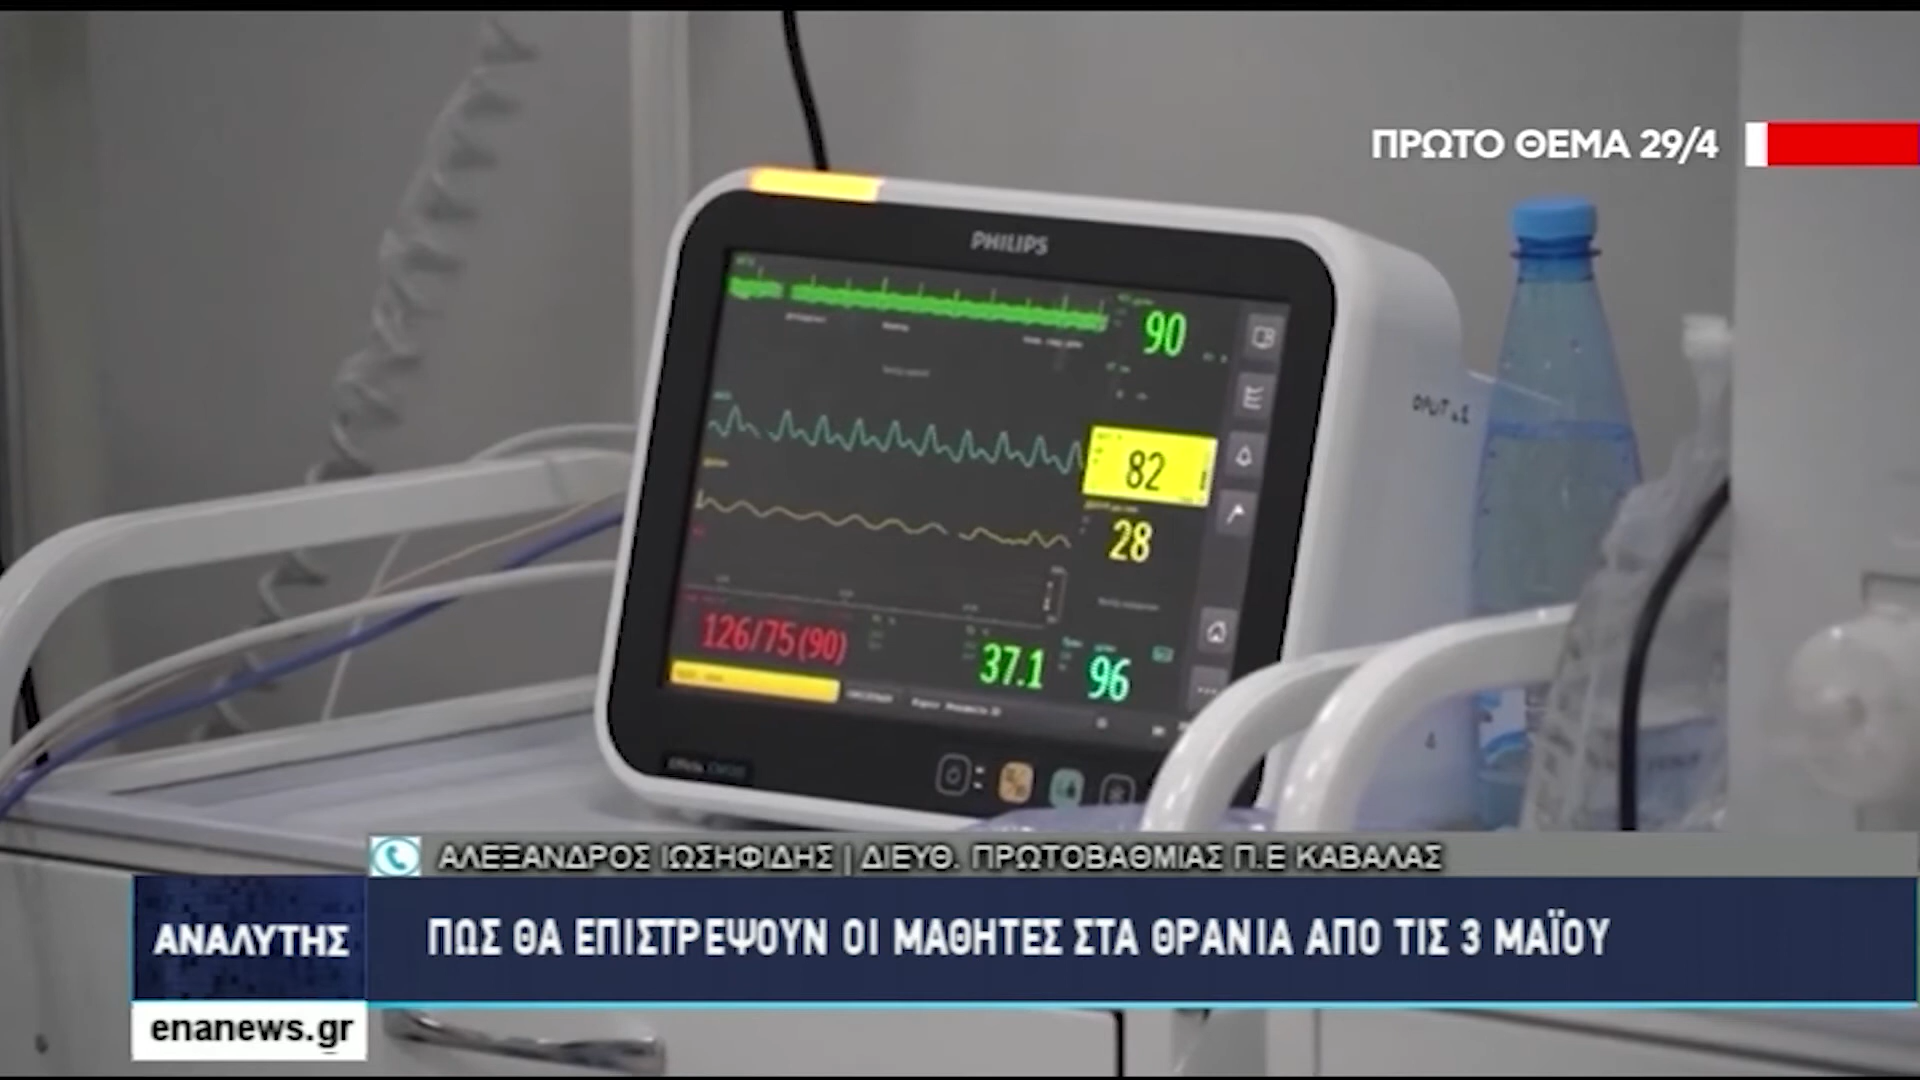 ΠΡΩΤΟ ΘΕΜΑ 29/4
PHILIPS
90
82
28
126/75(90)
37.1
96
ΑΛΕΞΑΝΔΡΟΣ ΙΩΣΗΦΙΔΗΣ | ΔΙΕΥΘ. ΠΡΩΤΟΒΑΘΜΙΑΣ Π.Ε ΚΑΒΑΛΑΣ
ΑΝΑΛΥΤΗΣ
ΠΩΣ ΘΑ ΕΠΙΣΤΡΕΨΟΥΝ ΟΙ ΜΑΘΗΤΕΣ ΣΤΑ ΘΡΑΝΙΑ ΑΠΟ ΤΙΣ 3 ΜΑΪΟΥ
enanews.gr